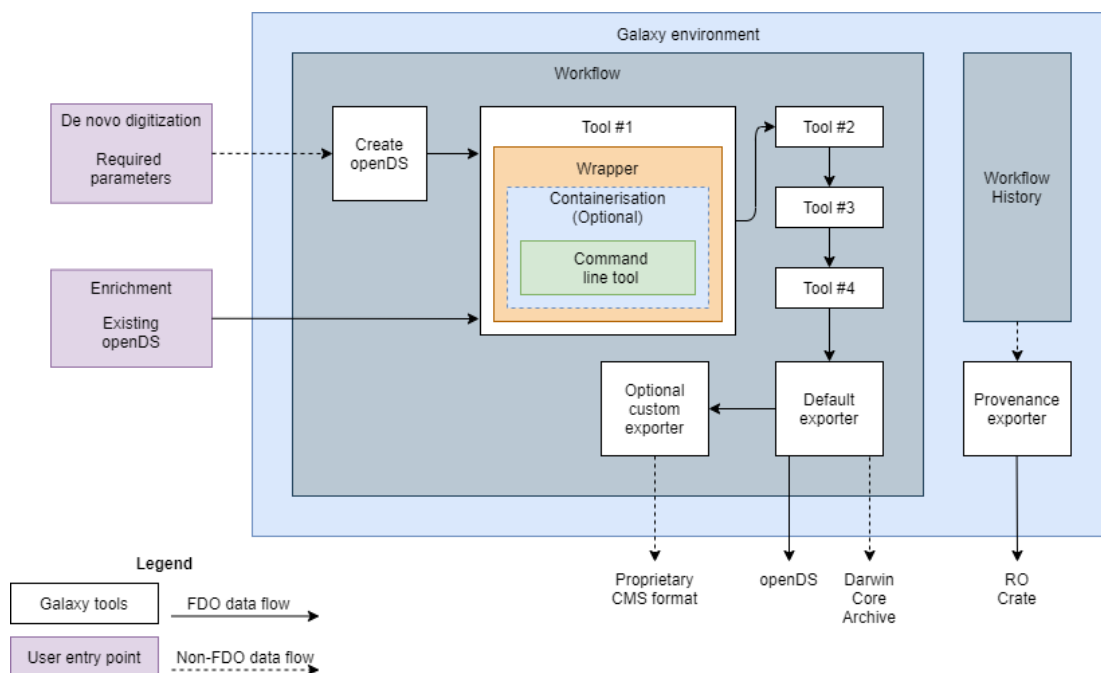 Galaxy environment
Workflow
De novo digitization
Required
parameters
Create
openDS
Tool #1
Wrapper
Containerisation
(Optional)
Command
line tool
Tool #2
Tool #3
Tool #4
Workflow
History
Enrichment
Existing
openDS
Optional
custom
exporter
Default
exporter
Provenance
exporter
Proprietary
CMS format
openDS
Darwin
Core
Archive
RO
Crate
Legend
Galaxy tools
FDO data flow
User entry point
Non-FDO data flow